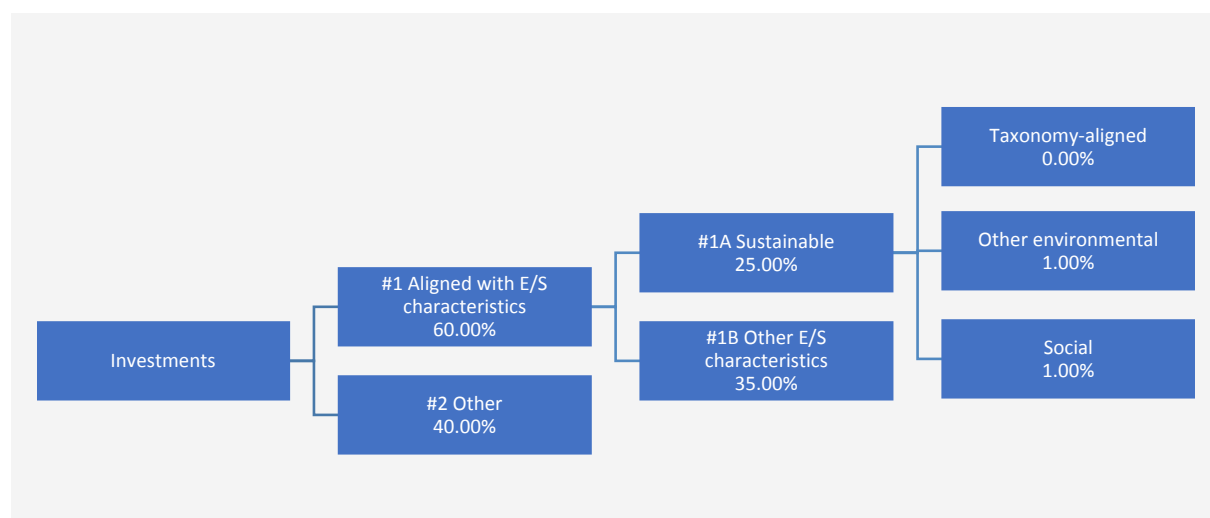 Investments
#1 Aligned with E/S
characteristics
60.00%
#2 Other
40.00%
#1A Sustainable
25.00%
#1B Other E/S
characteristics
35.00%
Taxonomy-aligned
0.00%
Other environmental
1.00%
Social
1.00%